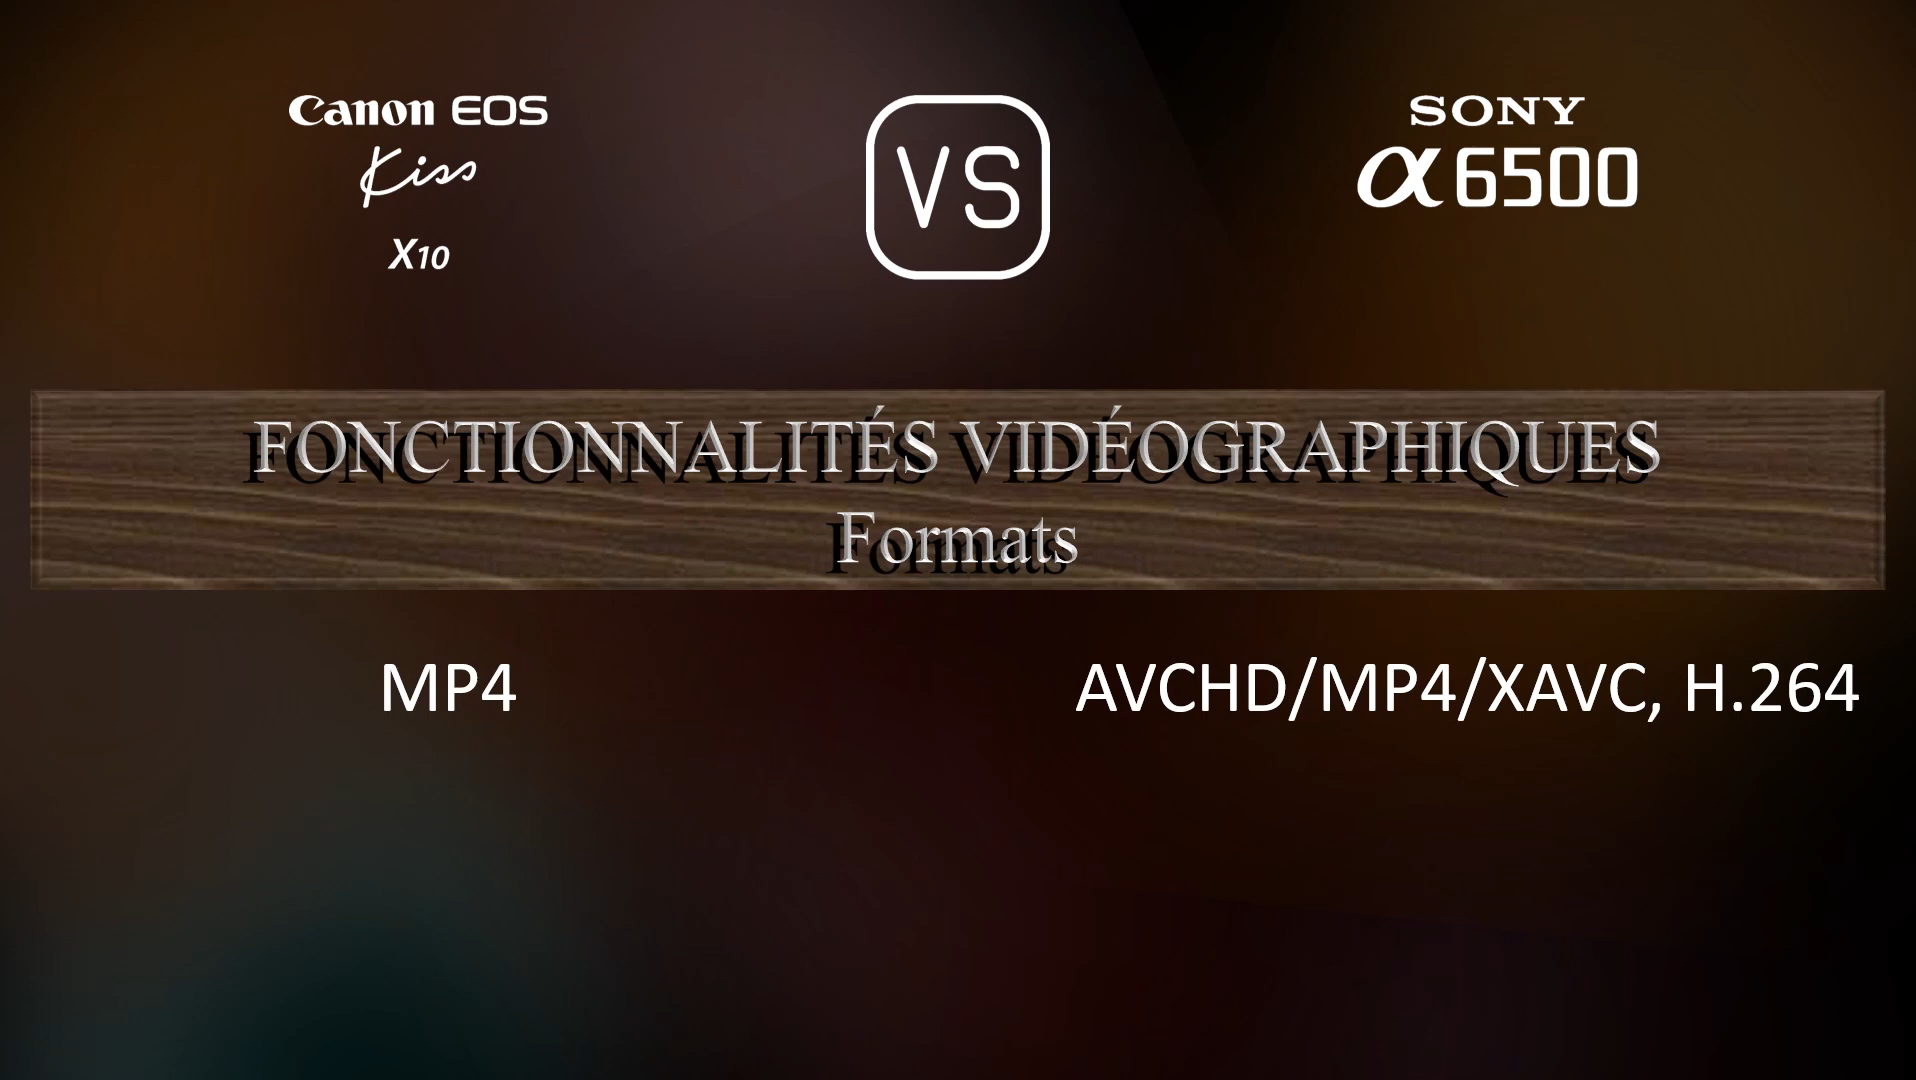 Canon EOS
Kiss
X10
VS
SONY
α6500
FONCTIONNALITÉS VIDÉOGRAPHIQUES
Formats
MP4
AVCHD/MP4/XAVC, H.264